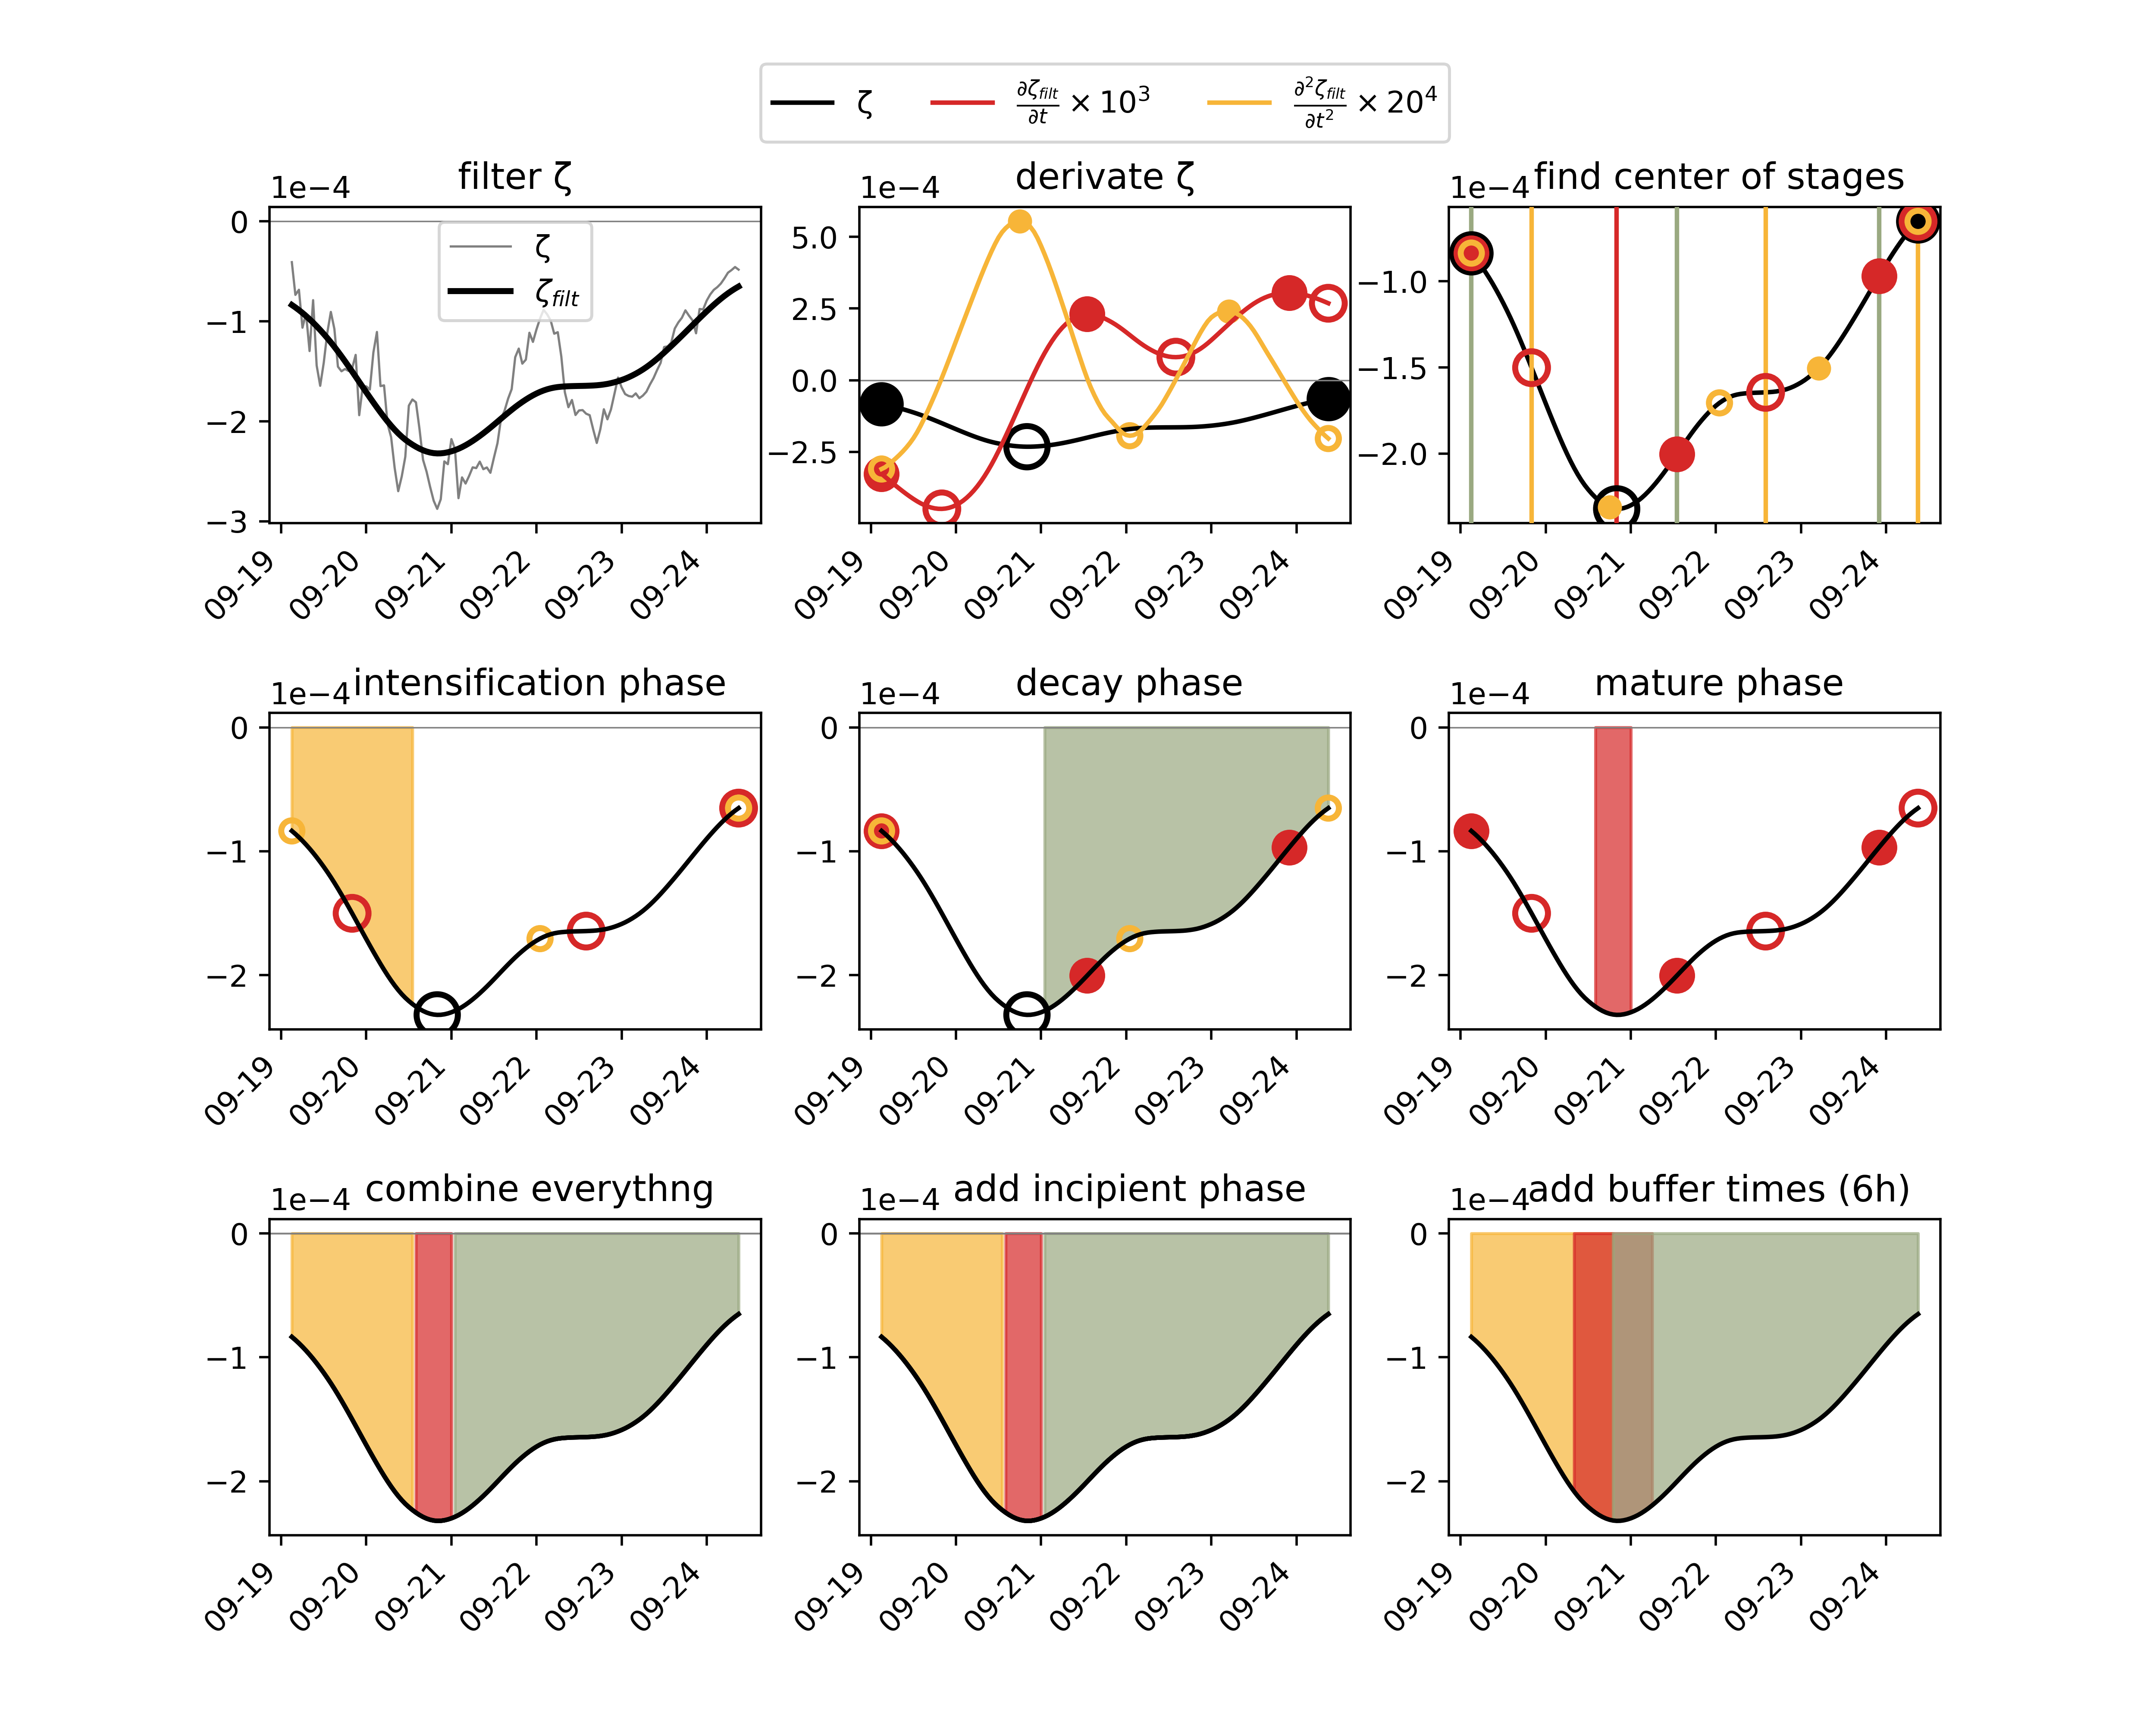 ζ ∂ζfilt/∂t × 10³ ∂²ζfilt/∂t² × 20⁴
filter ζ
1e−4
0
−1
−2
−3
ζ
ζfilt
09-19 09-20 09-21 09-22 09-23 09-24
derivate ζ
1e−4
5.0
2.5
0.0
−2.5
09-19 09-20 09-21 09-22 09-23 09-24
find center of stages
1e−4
−1.0
−1.5
−2.0
09-19 09-20 09-21 09-22 09-23 09-24
intensification phase
1e−4
0
−1
−2
09-19 09-20 09-21 09-22 09-23 09-24
decay phase
1e−4
0
−1
−2
09-19 09-20 09-21 09-22 09-23 09-24
mature phase
1e−4
0
−1
−2
09-19 09-20 09-21 09-22 09-23 09-24
combine everythng
1e−4
0
−1
−2
09-19 09-20 09-21 09-22 09-23 09-24
add incipient phase
1e−4
0
−1
−2
09-19 09-20 09-21 09-22 09-23 09-24
add buffer times (6h)
1e−4
0
−1
−2
09-19 09-20 09-21 09-22 09-23 09-24